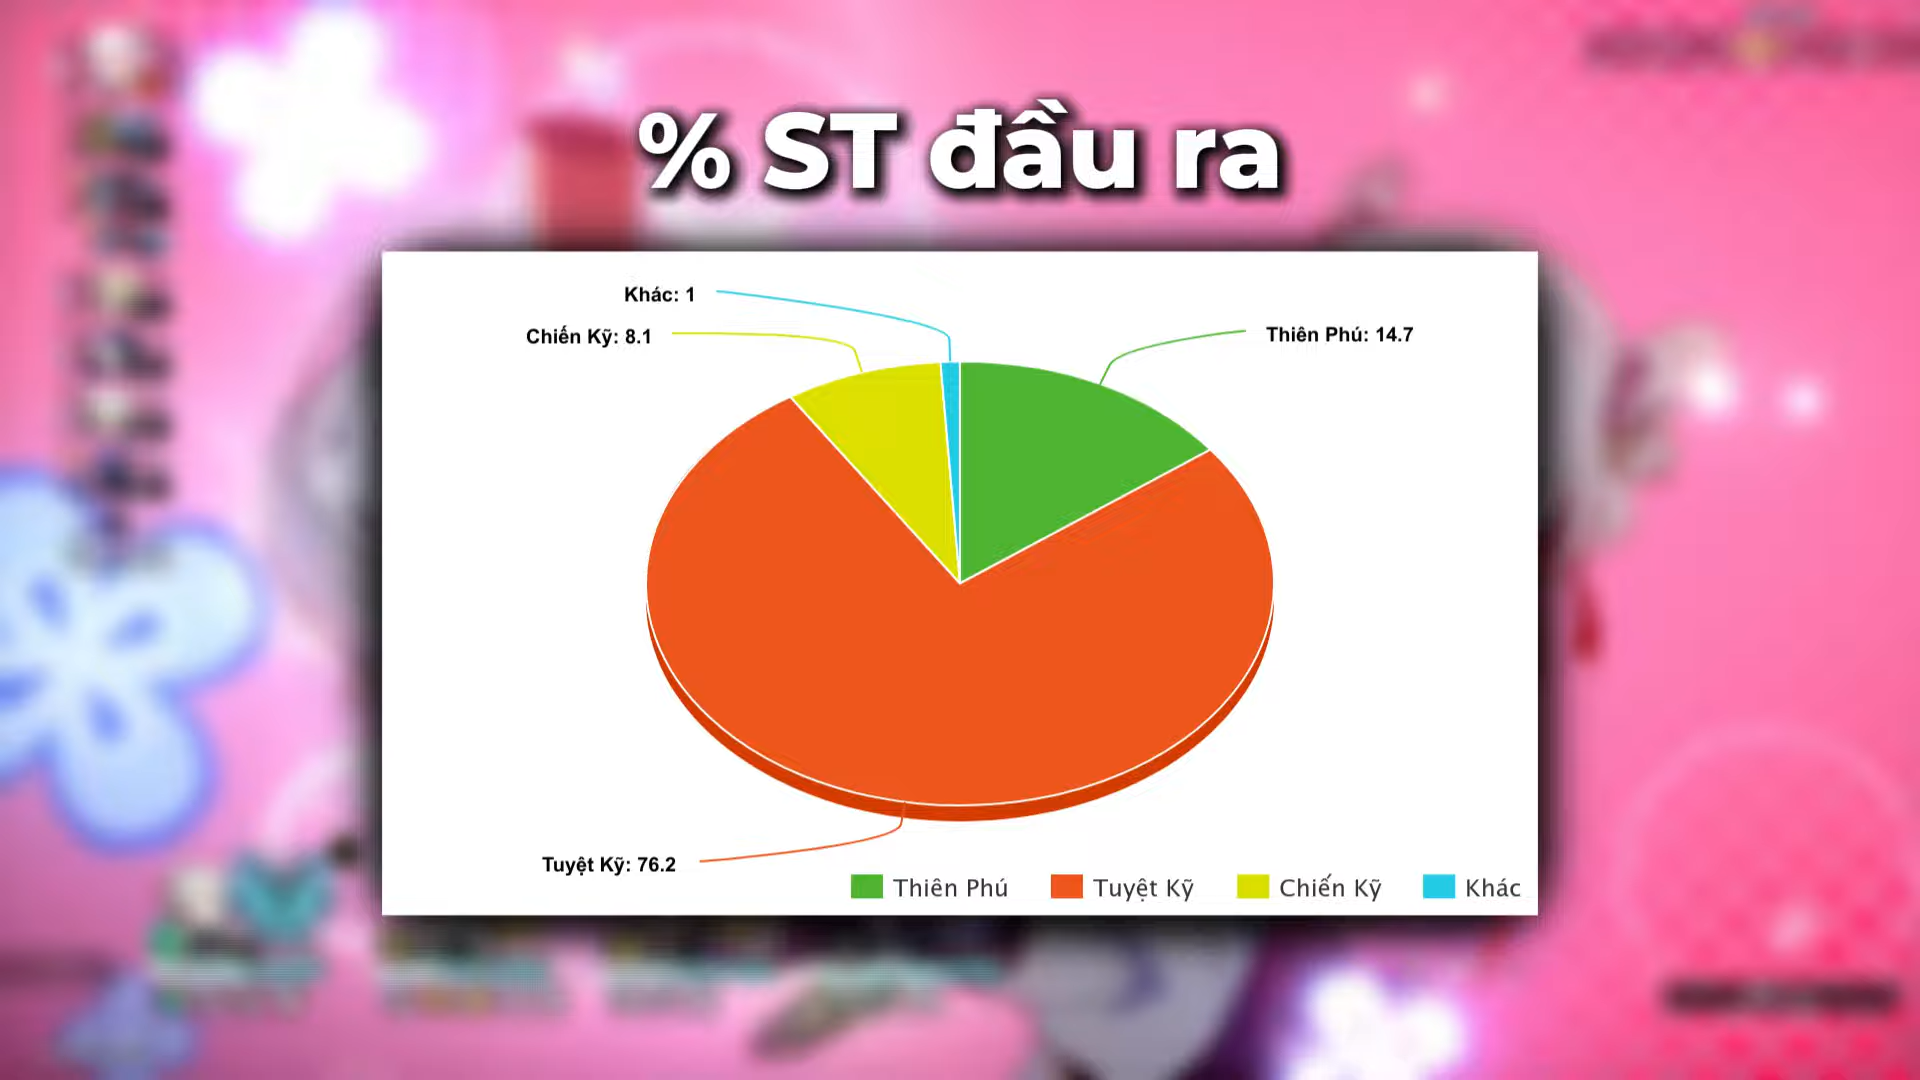 % ST đầu ra
Khác: 1
Chiến Kỹ: 8.1
Thiên Phú: 14.7
Tuyệt Kỹ: 76.2
Thiên Phú Tuyệt Kỹ Chiến Kỹ Khác